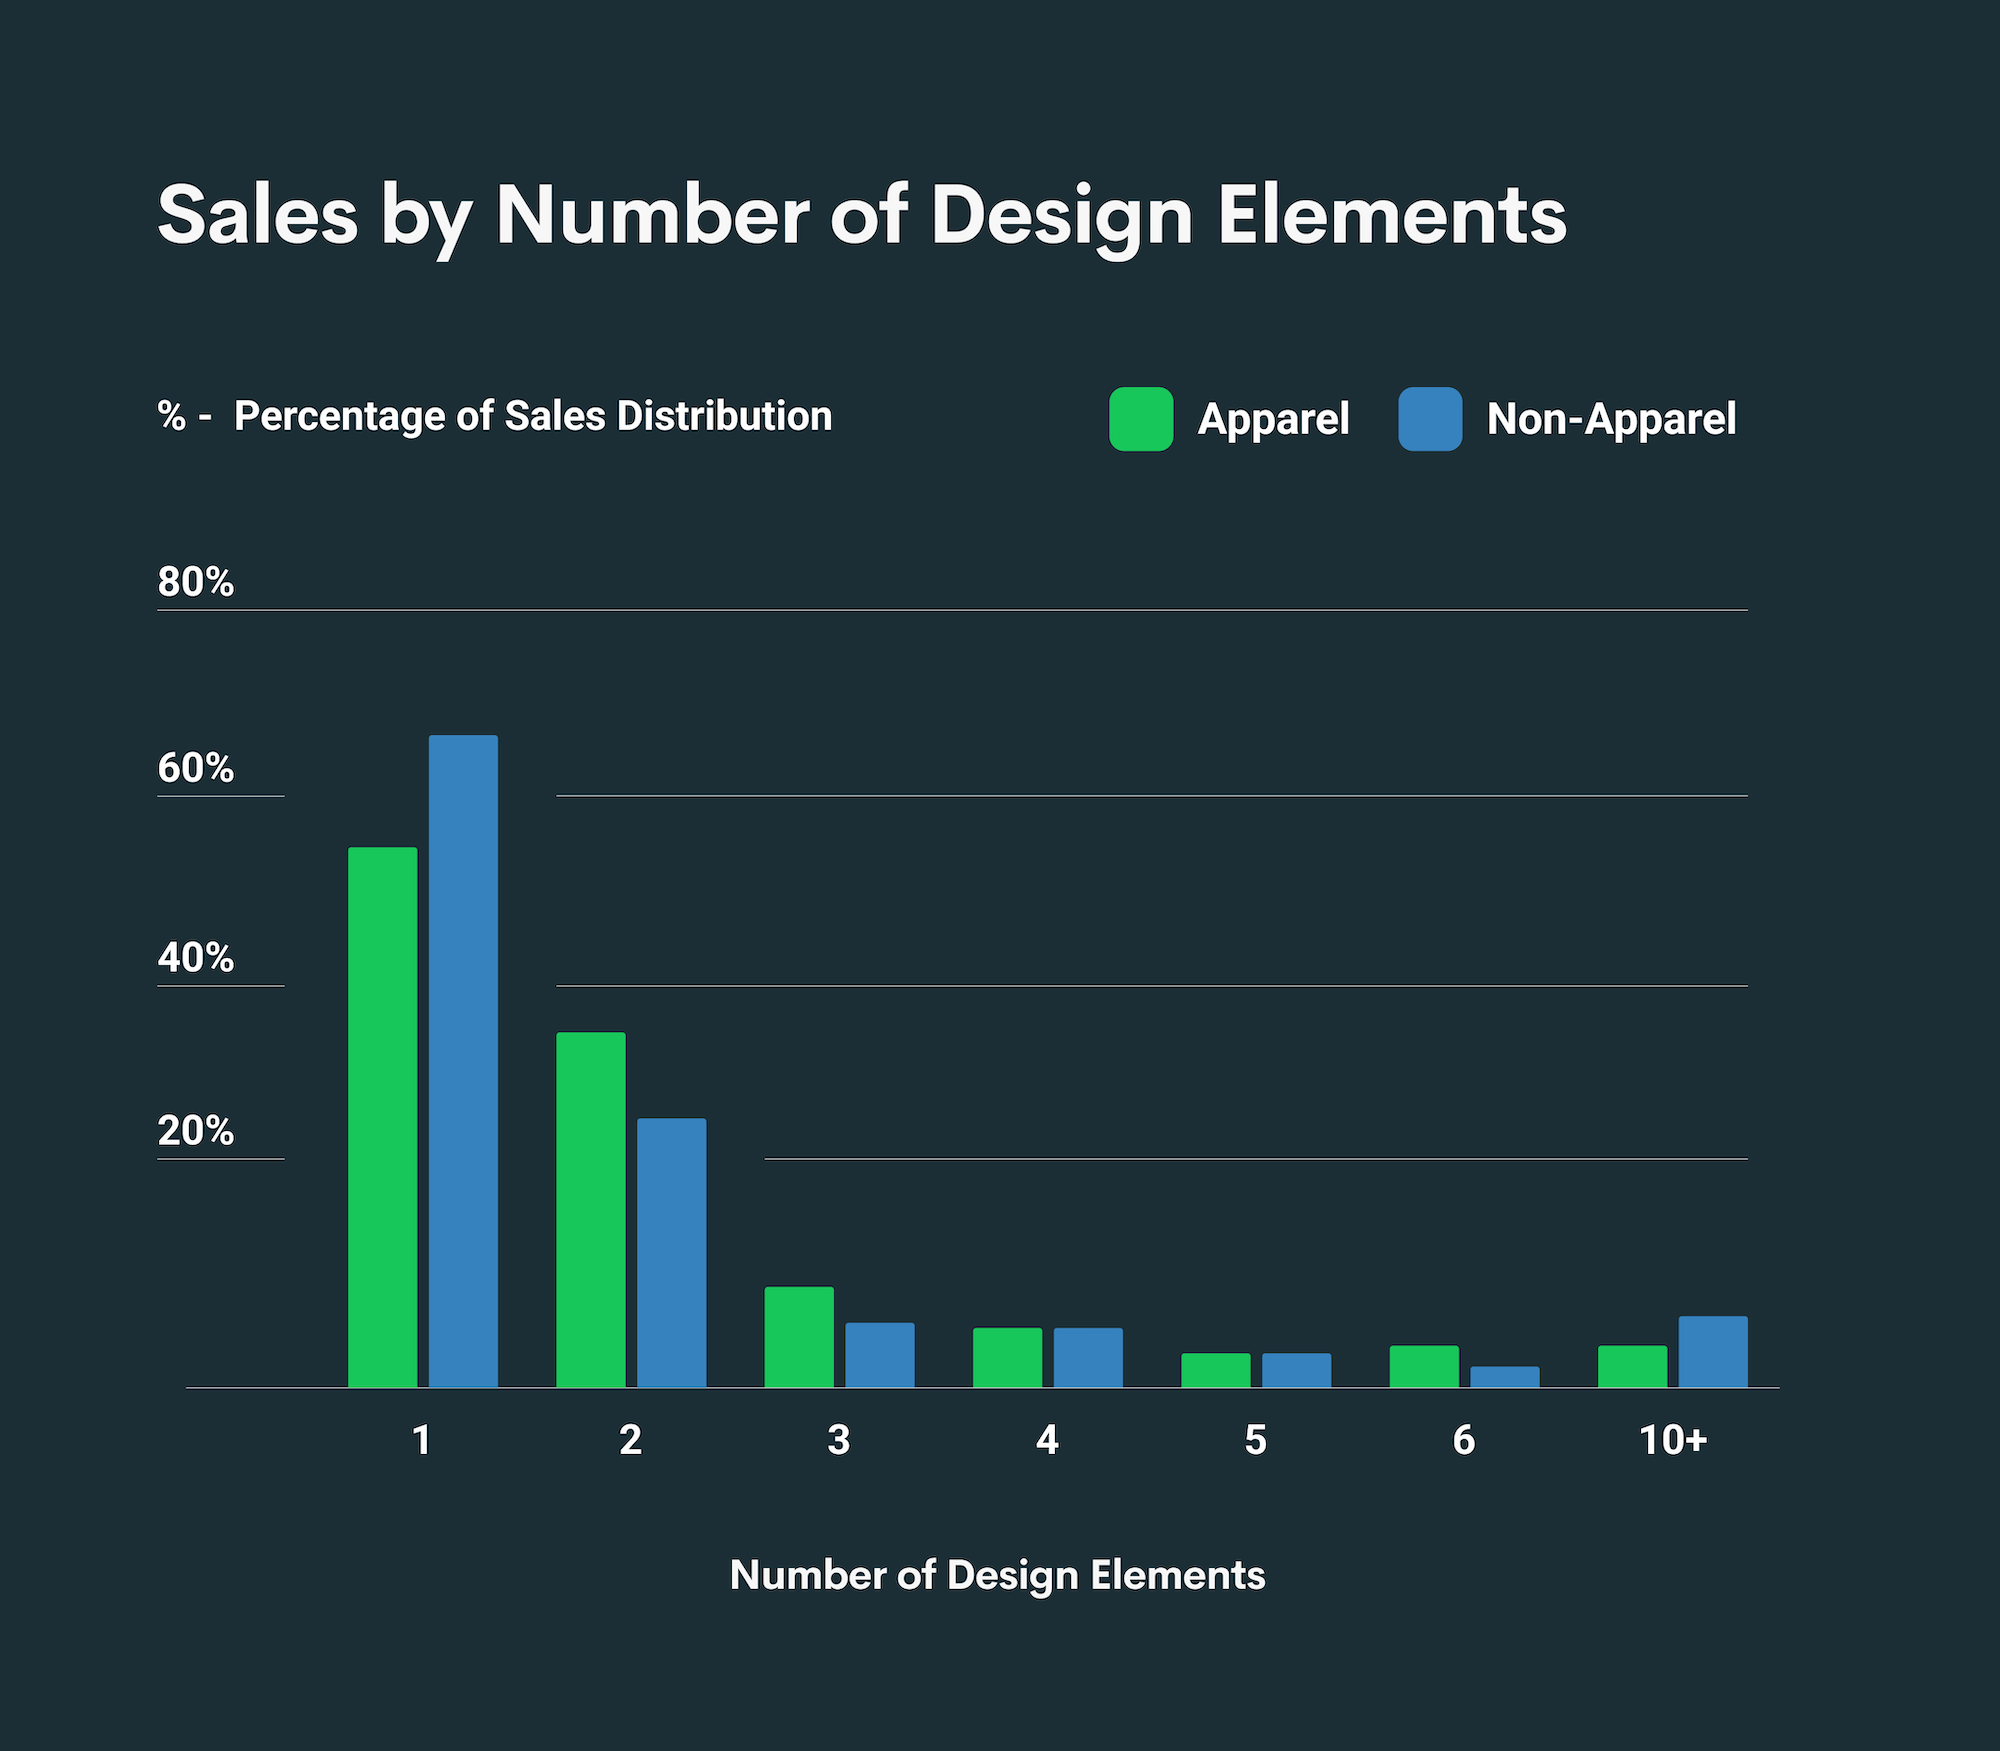 Sales by Number of Design Elements
% - Percentage of Sales Distribution
Apparel
Non-Apparel
80%
60%
40%
20%
1 2 3 4 5 6 10+
Number of Design Elements